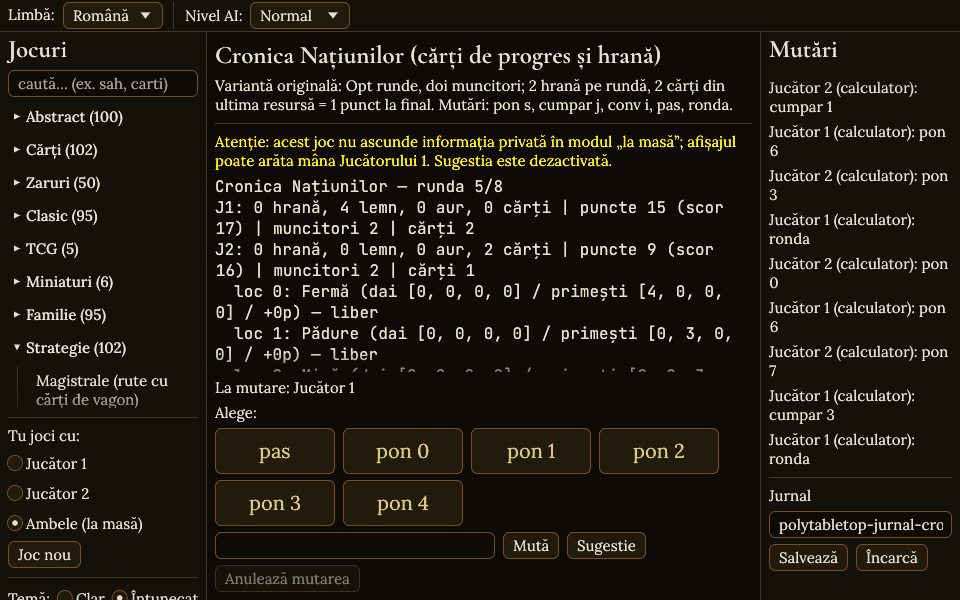 Limbă: Română ▼ Nivel AI: Normal ▼
Jocuri
caută... (ex. sah, carti)
▸ Abstract (100)
▸ Cărți (102)
▸ Zaruri (50)
▸ Clasic (95)
▸ TCG (5)
▸ Miniaturi (6)
▸ Familie (95)
▾ Strategie (102)
Magistrale (rute cu
cărți de vagon)
Tu joci cu:
Jucător 1
Jucător 2
Ambele (la masă)
Joc nou
Temă: Clar Întunecat
Cronica Națiunilor (cărți de progres și hrană)
Variantă originală: Opt runde, doi muncitori; 2 hrană pe rundă, 2 cărți din
ultima resursă = 1 punct la final. Mutări: pon s, cumpar j, conv i, pas, ronda.
Atenție: acest joc nu ascunde informația privată în modul „la masă”; afișajul
poate arăta mâna Jucătorului 1. Sugestia este dezactivată.
Cronica Națiunilor — runda 5/8
J1: 0 hrană, 4 lemn, 0 aur, 0 cărți | puncte 15 (scor
17) | muncitori 2 | cărți 2
J2: 0 hrană, 0 lemn, 0 aur, 2 cărți | puncte 9 (scor
16) | muncitori 2 | cărți 1
loc 0: Fermă (dai [0, 0, 0, 0] / primești [4, 0, 0,
0] / +0p) — liber
loc 1: Pădure (dai [0, 0, 0, 0] / primești [0, 3, 0,
0] / +0p) — liber
La mutare: Jucător 1
Alege:
pas pon 0 pon 1 pon 2
pon 3 pon 4
Mută Sugestie
Anulează mutarea
Mutări
Jucător 2 (calculator):
cumpar 1
Jucător 1 (calculator): pon
6
Jucător 2 (calculator): pon
3
Jucător 1 (calculator):
ronda
Jucător 2 (calculator): pon
0
Jucător 1 (calculator): pon
6
Jucător 2 (calculator): pon
7
Jucător 1 (calculator):
cumpar 3
Jucător 1 (calculator):
ronda
Jurnal
polytabletop-jurnal-cro
Salvează Încarcă